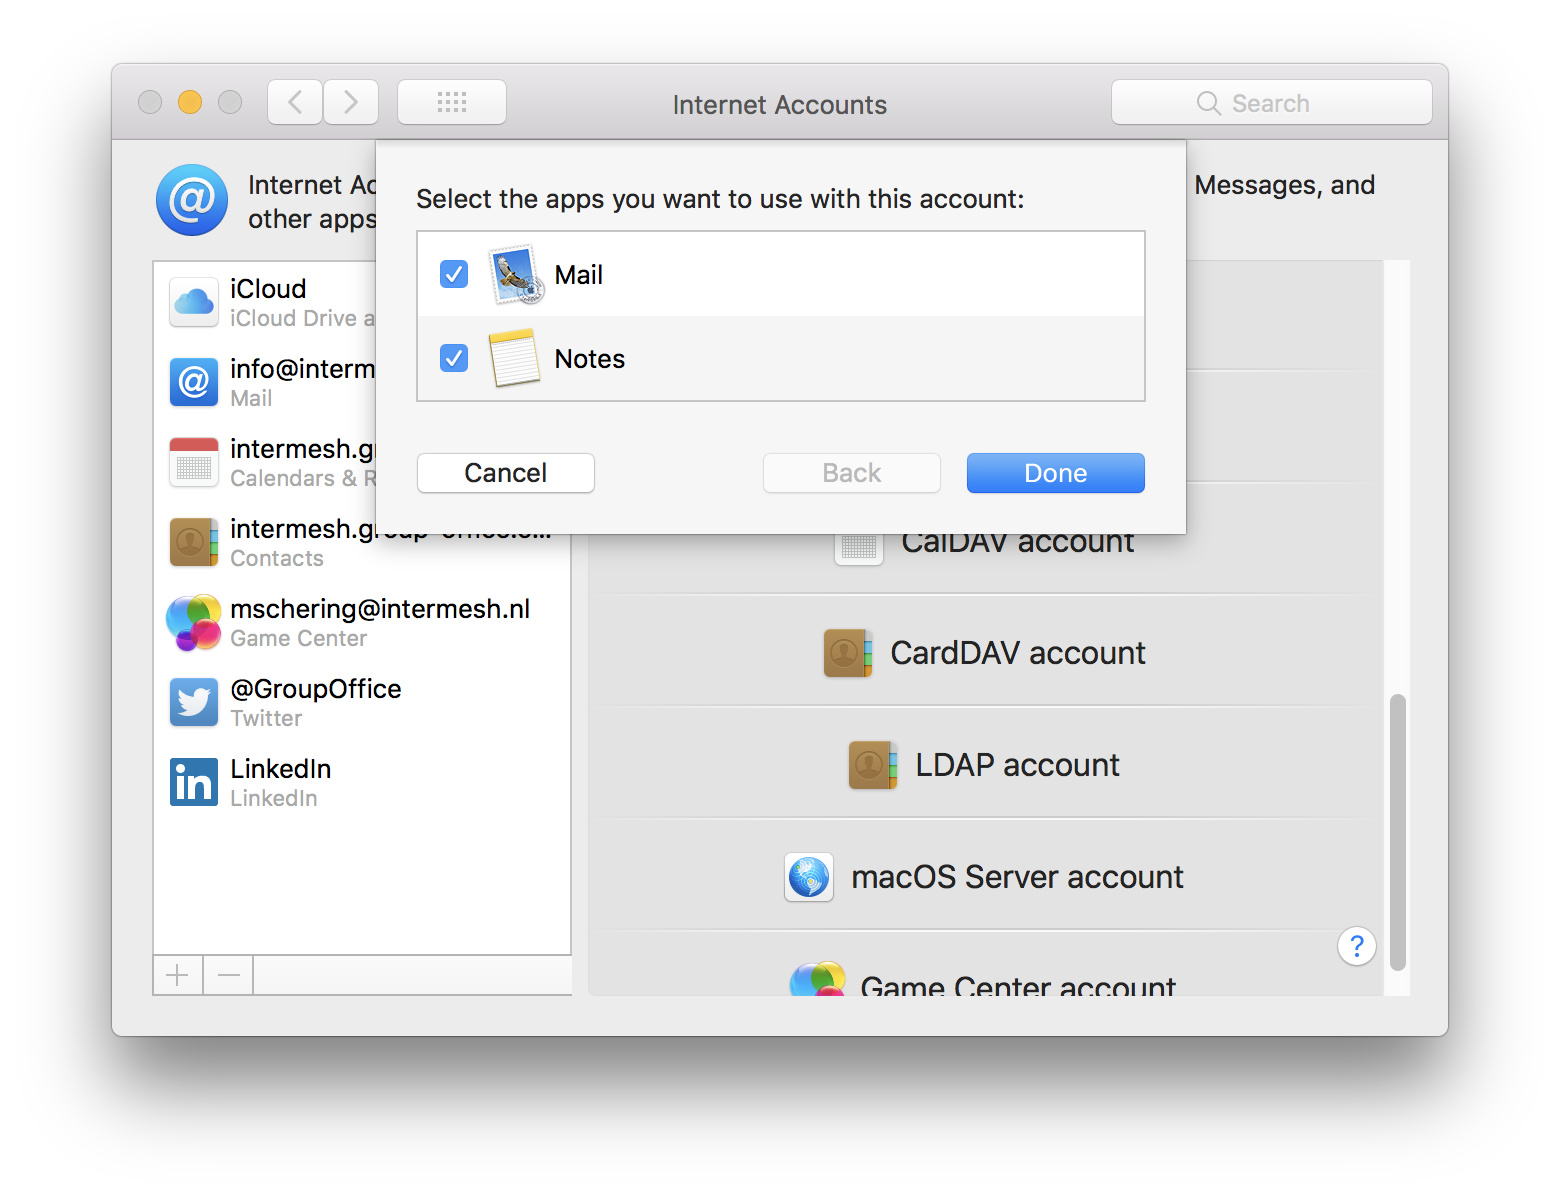 Internet Accounts
Search
Internet Ac
Messages, and
other apps
Select the apps you want to use with this account:
Mail
Notes
Cancel
Back
Done
iCloud
iCloud Drive a
info@interm
Mail
intermesh.g
Calendars & R
intermesh.group-office.c...
Contacts
mschering@intermesh.nl
Game Center
@GroupOffice
Twitter
LinkedIn
LinkedIn
CalDAV account
CardDAV account
LDAP account
macOS Server account
Game Center account
?